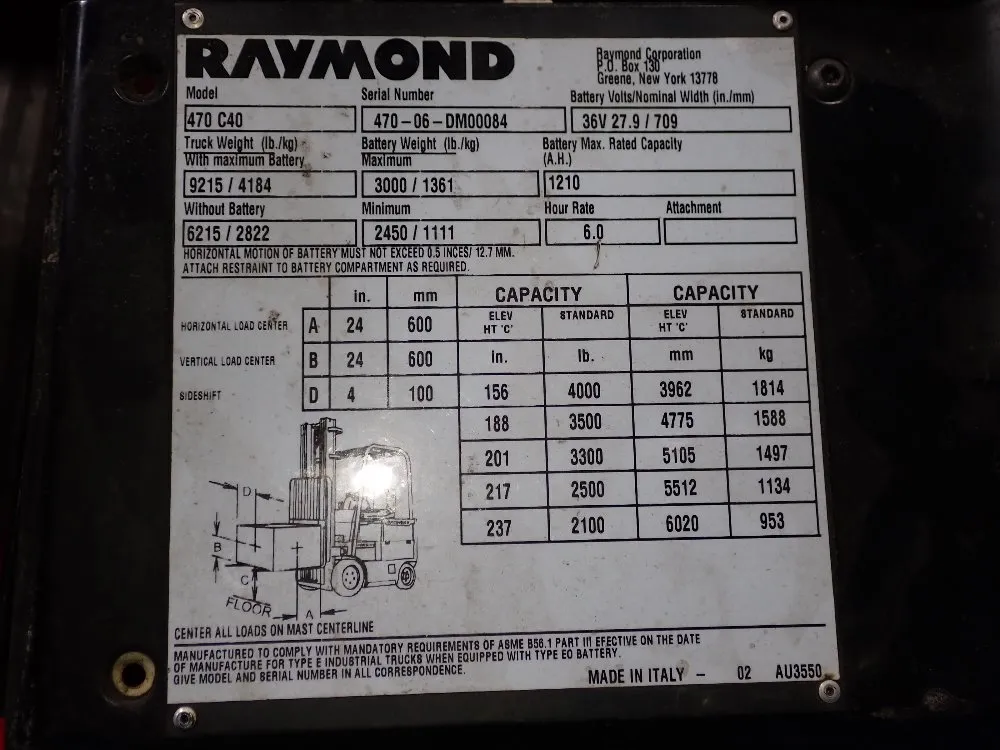 RAYMOND
Raymond Corporation
P.O. Box 130
Greene, New York 13778
Model Serial Number Battery Volts/Nominal Width (in./mm)
470 C40 470-06-DM00084 36V 27.9 / 709
Truck Weight (lb./kg) Battery Weight (lb./kg) Battery Max. Rated Capacity
With maximum Battery Maximum (A.H.)
9215 / 4184 3000 / 1361 1210
Without Battery Minimum Hour Rate Attachment
6215 / 2822 2450 / 1111 6.0
HORIZONTAL MOTION OF BATTERY MUST NOT EXCEED 0.5 INCES/ 12.7 MM.
ATTACH RESTRAINT TO BATTERY COMPARTMENT AS REQUIRED.
in. mm CAPACITY CAPACITY
HORIZONTAL LOAD CENTER A 24 600 ELEV HT 'C' STANDARD ELEV HT 'C' STANDARD
VERTICAL LOAD CENTER B 24 600 in. lb. mm kg
SIDESHIFT D 4 100 156 4000 3962 1814
188 3500 4775 1588
201 3300 5105 1497
217 2500 5512 1134
237 2100 6020 953
D
B
C
FLOOR A
CENTER ALL LOADS ON MAST CENTERLINE
MANUFACTURED TO COMPLY WITH MANDATORY REQUIREMENTS OF ASME B56.1 PART III EFECTIVE ON THE DATE
OF MANUFACTURE FOR TYPE E INDUSTRIAL TRUCKS WHEN EQUIPPED WITH TYPE EO BATTERY.
GIVE MODEL AND SERIAL NUMBER IN ALL CORRESPONDENCE.
MADE IN ITALY - 02 AU3550